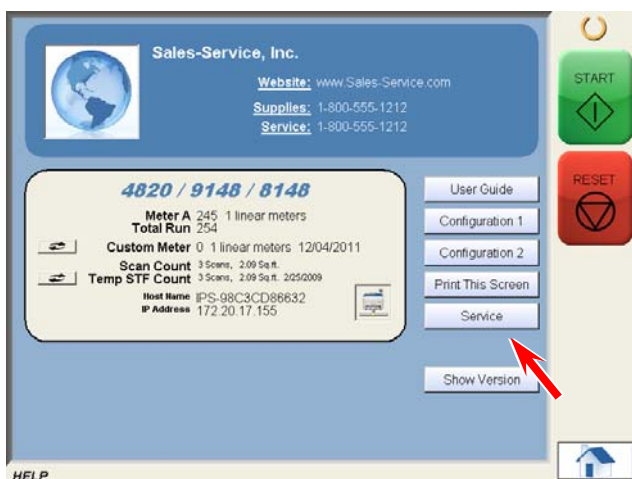 Sales-Service, Inc.
Website: www.Sales-Service.com
Supplies: 1-800-555-1212
Service: 1-800-555-1212
START
RESET
4820 / 9148 / 8148
Meter A 245 1 linear meters
Total Run 254
Custom Meter 0 1 linear meters 12/04/2011
Scan Count 3 Scans, 2.09 Sq.ft.
Temp STF Count 3 Scans, 2.09 Sq.ft. 2/25/2009
Host Name IPS-98C3CD86632
IP Address 172.20.17.155
User Guide
Configuration 1
Configuration 2
Print This Screen
Service
Show Version
HELP